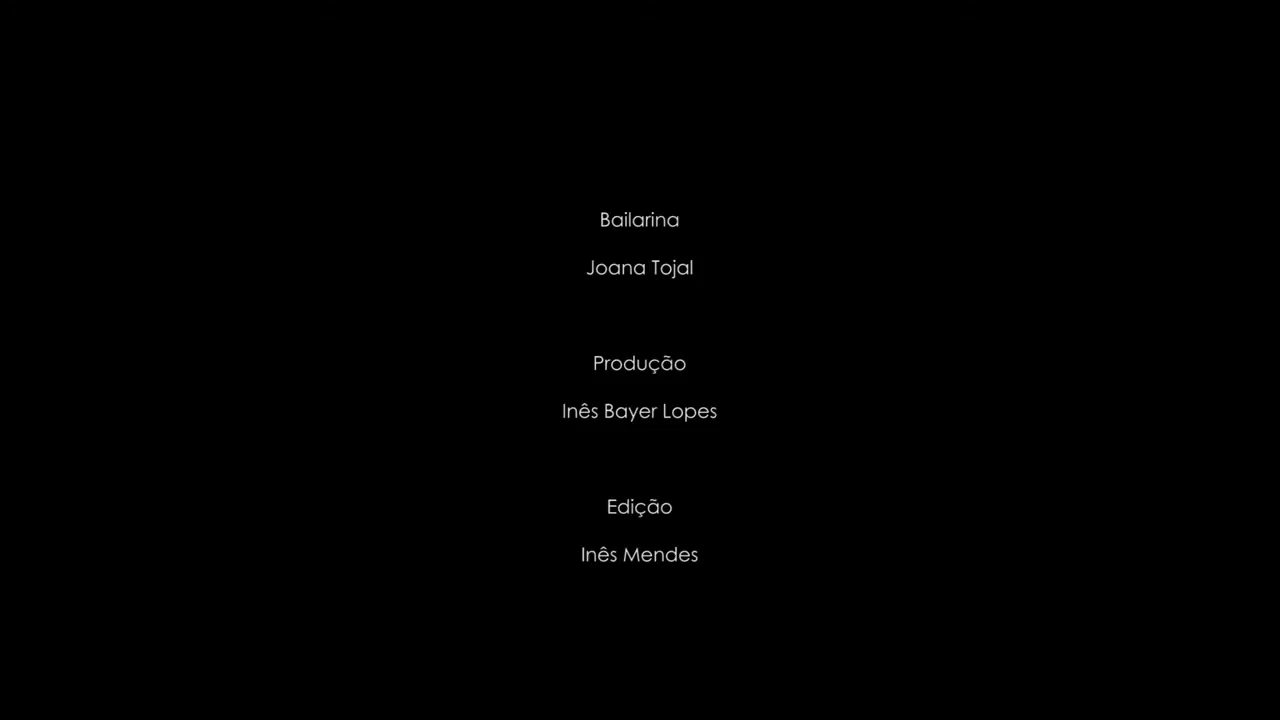 Bailarina
Joana Tojal
Produção
Inês Bayer Lopes
Edição
Inês Mendes